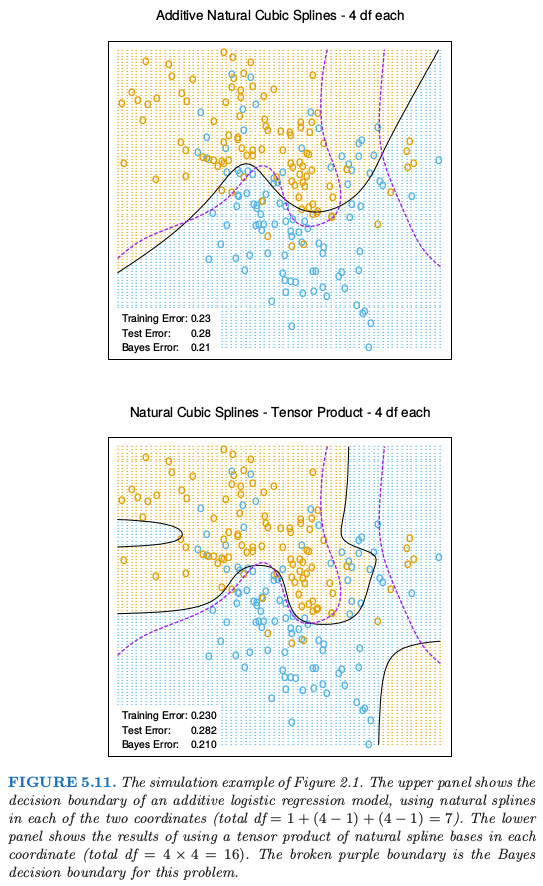 Additive Natural Cubic Splines - 4 df each
Training Error: 0.23
Test Error: 0.28
Bayes Error: 0.21
Natural Cubic Splines - Tensor Product - 4 df each
Training Error: 0.230
Test Error: 0.282
Bayes Error: 0.210
FIGURE 5.11. The simulation example of Figure 2.1. The upper panel shows the
decision boundary of an additive logistic regression model, using natural splines
in each of the two coordinates (total df = 1 + (4 − 1) + (4 − 1) = 7). The lower
panel shows the results of using a tensor product of natural spline bases in each
coordinate (total df = 4 × 4 = 16). The broken purple boundary is the Bayes
decision boundary for this problem.